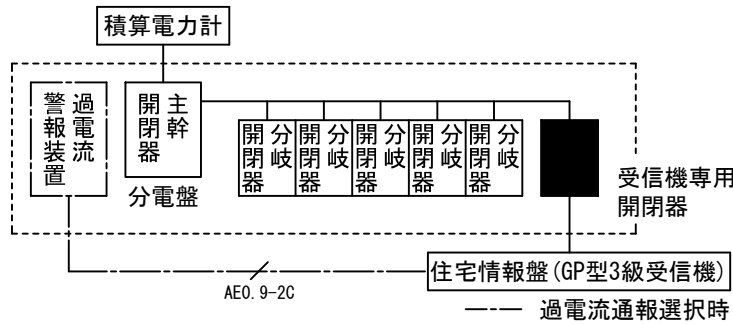 積算電力計
過電流
警報装置
主幹
開閉器
分電盤
分岐
開閉器
分岐
開閉器
分岐
開閉器
分岐
開閉器
分岐
開閉器
受信機専用
開閉器
住宅情報盤(GP型3級受信機)
AE0.9-2C
過電流通報選択時